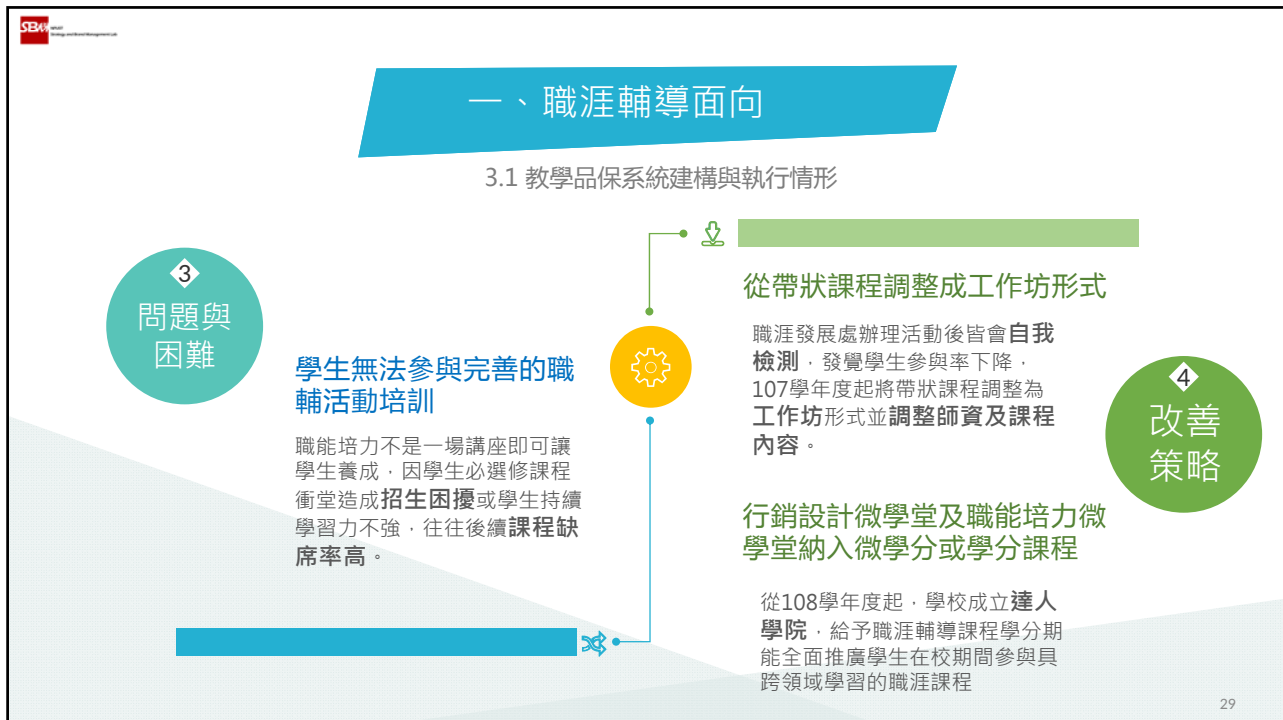 SBM NPUST
Strategy and Brand Management Lab
一、職涯輔導面向
3.1 教學品保系統建構與執行情形
3
問題與
困難
學生無法參與完善的職
輔活動培訓
職能培力不是一場講座即可讓
學生養成，因學生必選修課程
衝堂造成招生困擾或學生持續
學習力不強，往往後續課程缺
席率高。
從帶狀課程調整成工作坊形式
職涯發展處辦理活動後皆會自我
檢測，發覺學生參與率下降，
107學年度起將帶狀課程調整為
工作坊形式並調整師資及課程
內容。
4
改善
策略
行銷設計微學堂及職能培力微
學堂納入微學分或學分課程
從108學年度起，學校成立達人
學院，給予職涯輔導課程學分期
能全面推廣學生在校期間參與具
跨領域學習的職涯課程
29